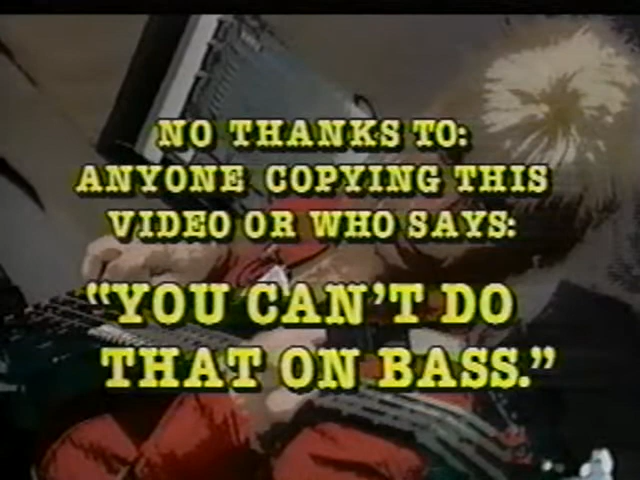 NO THANKS TO:
ANYONE COPYING THIS
VIDEO OR WHO SAYS:
“YOU CAN’T DO
THAT ON BASS.”